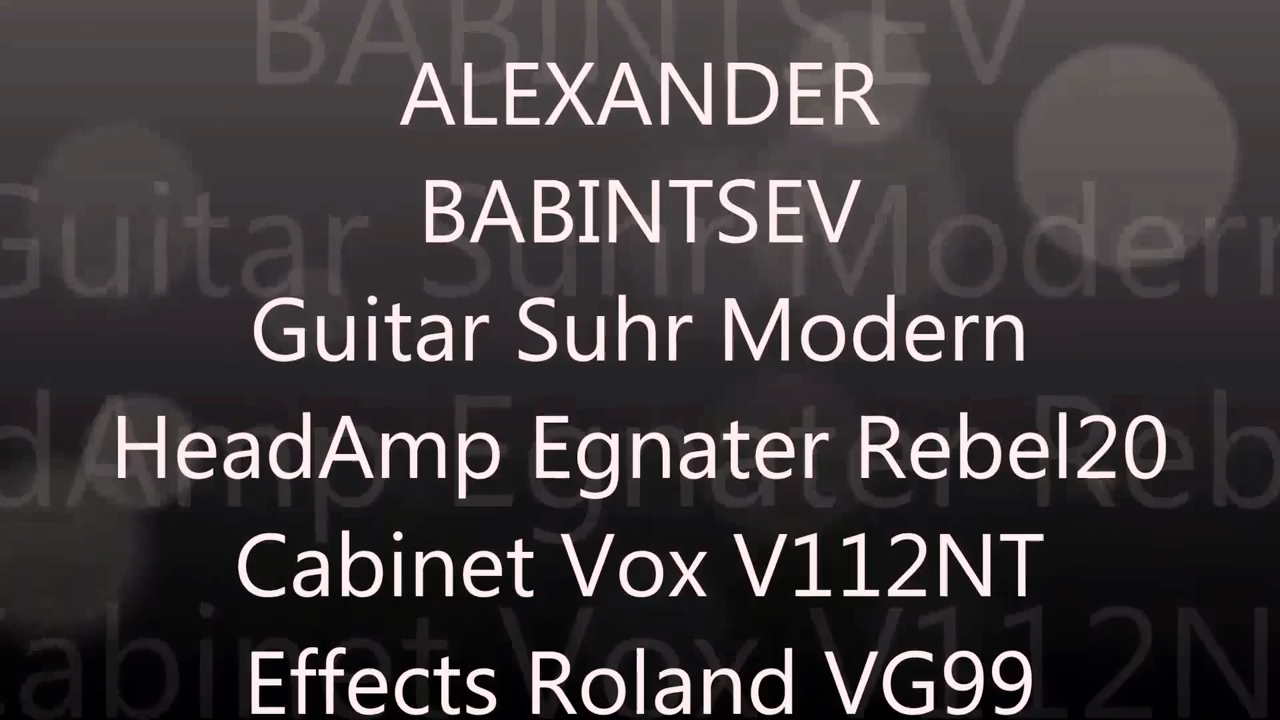 ALEXANDER
BABINTSEV
Guitar Suhr Modern
HeadAmp Egnater Rebel20
Cabinet Vox V112NT
Effects Roland VG99